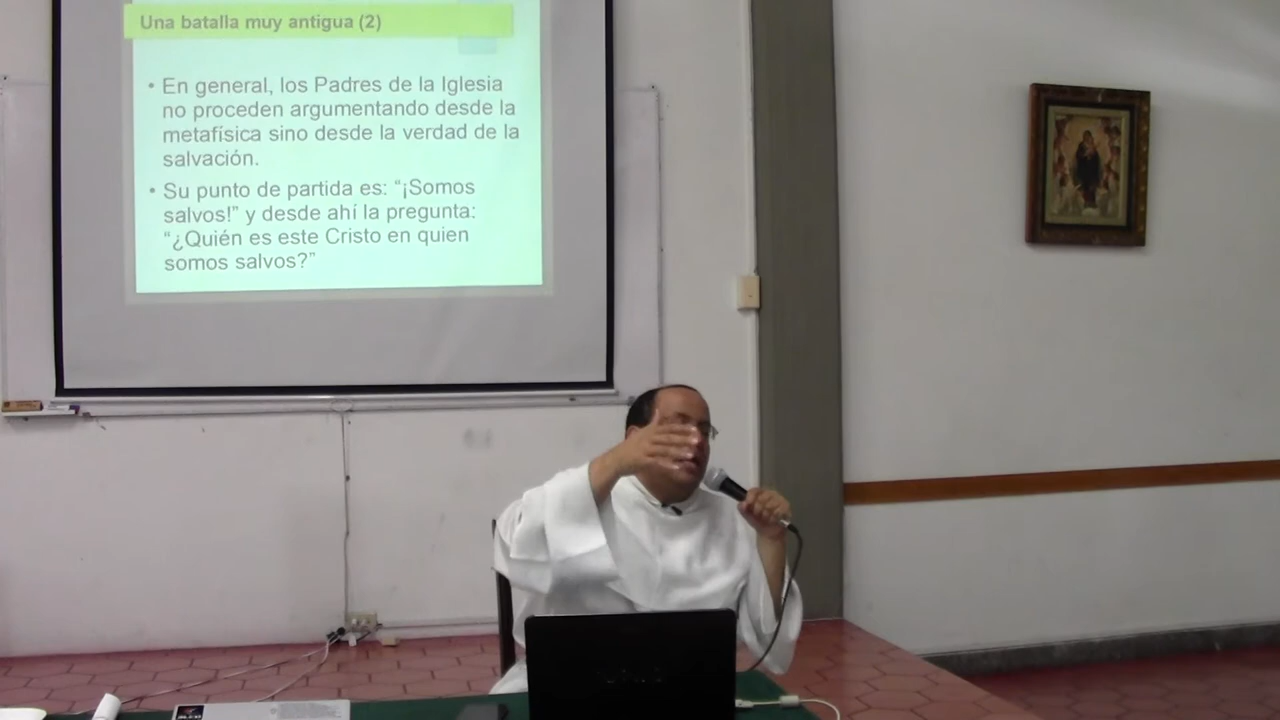 Una batalla muy antigua (2)
• En general, los Padres de la Iglesia
no proceden argumentando desde la
metafísica sino desde la verdad de la
salvación.
• Su punto de partida es: “¡Somos
salvos!” y desde ahí la pregunta:
“¿Quién es este Cristo en quien
somos salvos?”